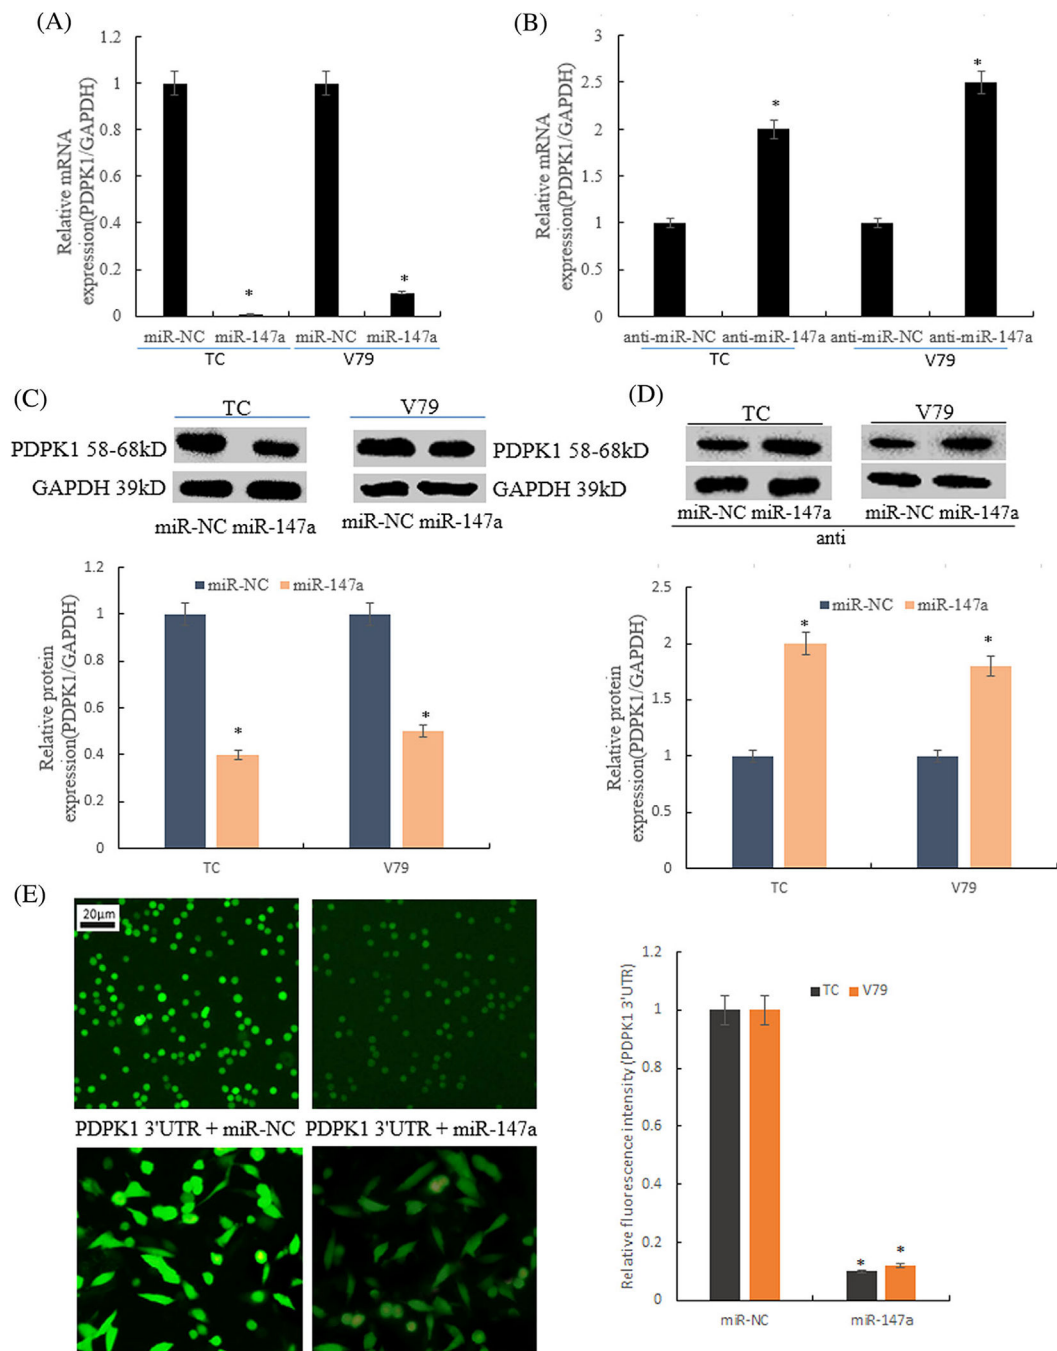 (A)
Relative mRNA
expression(PDPK1/GAPDH)
1.2
1
0.8
0.6
0.4
0.2
0
*
*
miR-NC miR-147a miR-NC miR-147a
TC V79
(B)
Relative mRNA
expression(PDPK1/GAPDH)
3
2.5
2
1.5
1
0.5
0
*
*
anti-miR-NC anti-miR-147a anti-miR-NC anti-miR-147a
TC V79
(C)
TC V79
PDPK1 58-68kD
GAPDH 39kD
miR-NC miR-147a miR-NC miR-147a
Relative protein
expression(PDPK1/GAPDH)
1.2
1
0.8
0.6
0.4
0.2
0
miR-NC miR-147a
*
*
TC V79
(D)
TC V79
PDPK1 58-68kD
GAPDH 39kD
miR-NC miR-147a miR-NC miR-147a
anti
Relative protein
expression(PDPK1/GAPDH)
2.5
2
1.5
1
0.5
0
miR-NC miR-147a
*
*
TC V79
(E)
20μm
PDPK1 3'UTR + miR-NC PDPK1 3'UTR + miR-147a
Relative fluorescence intensity (PDPK1 3'UTR)
1.2
1
0.8
0.6
0.4
0.2
0
TC V79
* *
miR-NC miR-147a